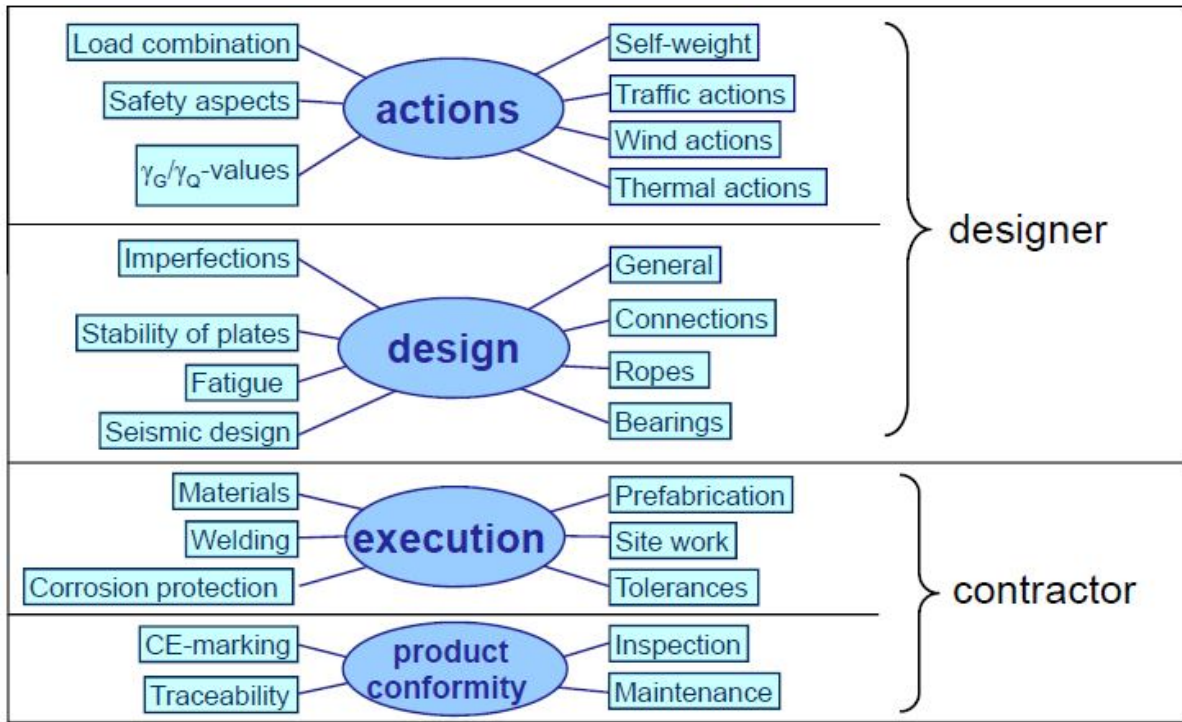 Load combination
Safety aspects
γG/γQ-values
actions
Self-weight
Traffic actions
Wind actions
Thermal actions
designer
Imperfections
Stability of plates
Fatigue
Seismic design
design
General
Connections
Ropes
Bearings
Materials
Welding
Corrosion protection
execution
Prefabrication
Site work
Tolerances
contractor
CE-marking
Traceability
product
conformity
Inspection
Maintenance